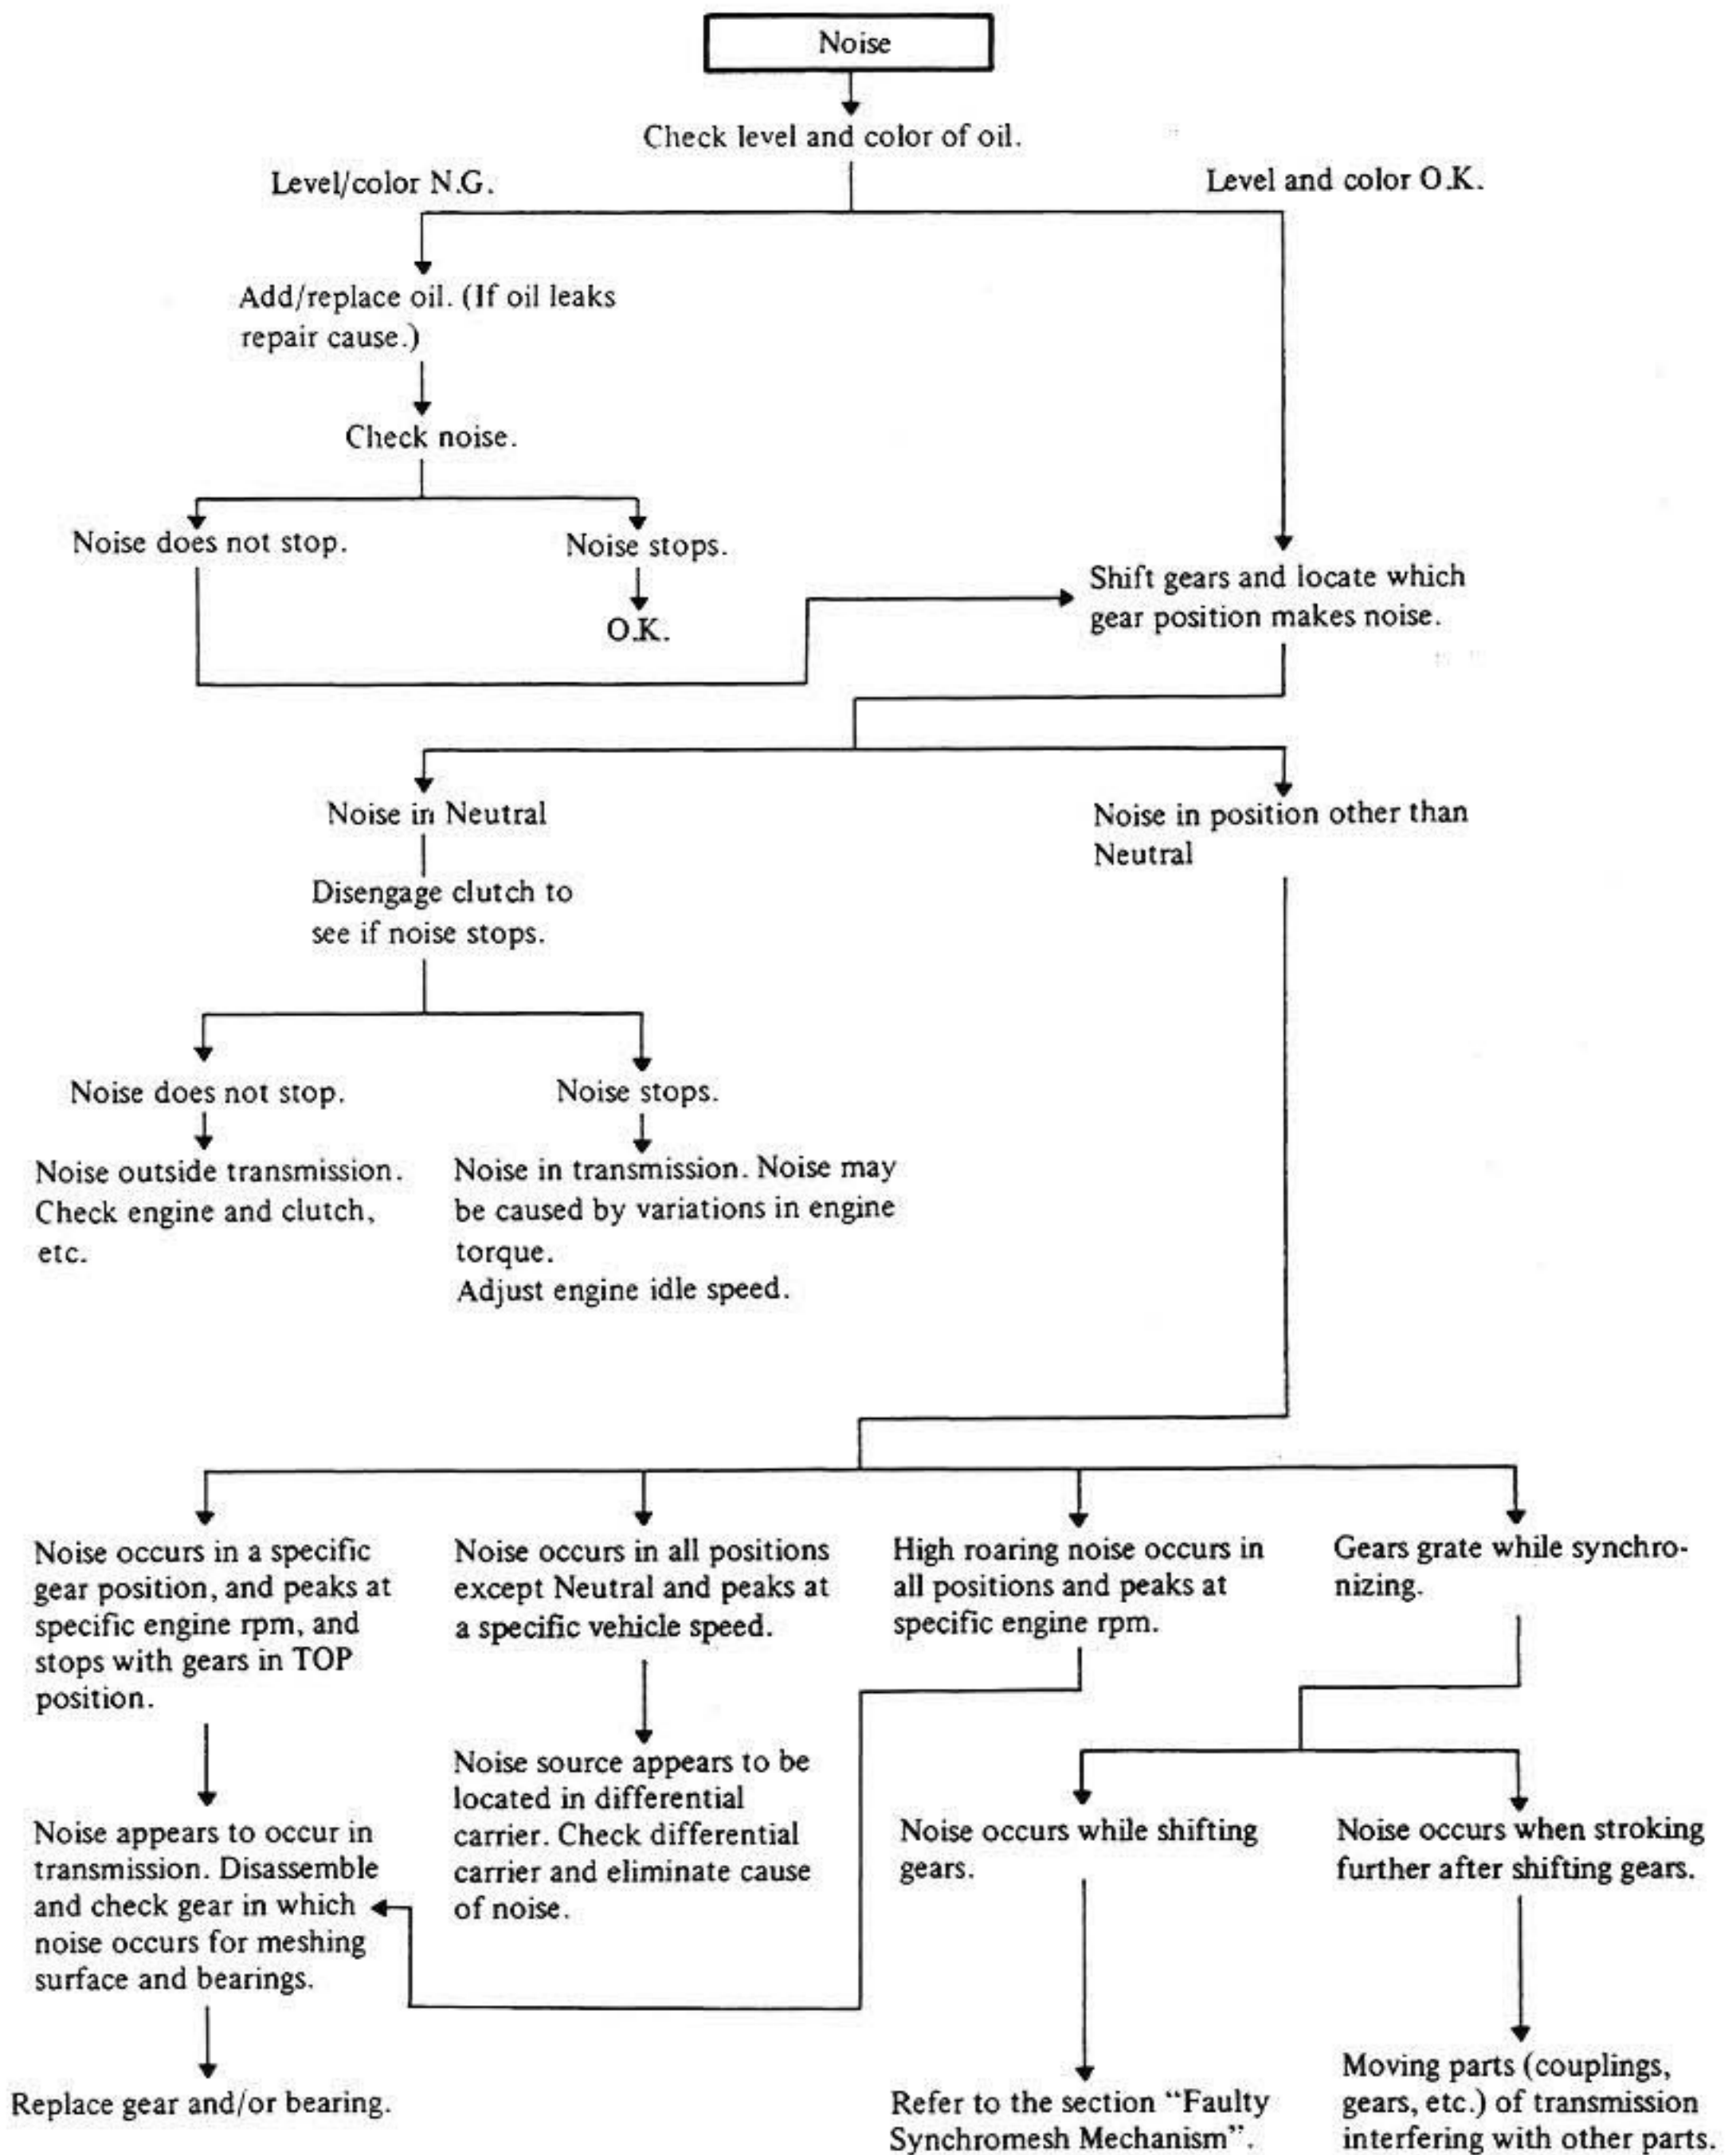 Noise
Check level and color of oil.
Level/color N.G.
Level and color O.K.
Add/replace oil. (If oil leaks
repair cause.)
Check noise.
Noise does not stop.
Noise stops.
O.K.
Shift gears and locate which
gear position makes noise.
Noise in Neutral
Disengage clutch to
see if noise stops.
Noise in position other than
Neutral
Noise does not stop.
Noise stops.
Noise outside transmission.
Check engine and clutch,
etc.
Noise in transmission. Noise may
be caused by variations in engine
torque.
Adjust engine idle speed.
Noise occurs in a specific
gear position, and peaks at
specific engine rpm, and
stops with gears in TOP
position.
Noise occurs in all positions
except Neutral and peaks at
a specific vehicle speed.
High roaring noise occurs in
all positions and peaks at
specific engine rpm.
Gears grate while synchro-
nizing.
Noise appears to occur in
transmission. Disassemble
and check gear in which
noise occurs for meshing
surface and bearings.
Noise source appears to be
located in differential
carrier. Check differential
carrier and eliminate cause
of noise.
Noise occurs while shifting
gears.
Noise occurs when stroking
further after shifting gears.
Replace gear and/or bearing.
Refer to the section “Faulty
Synchromesh Mechanism”.
Moving parts (couplings,
gears, etc.) of transmission
interfering with other parts.